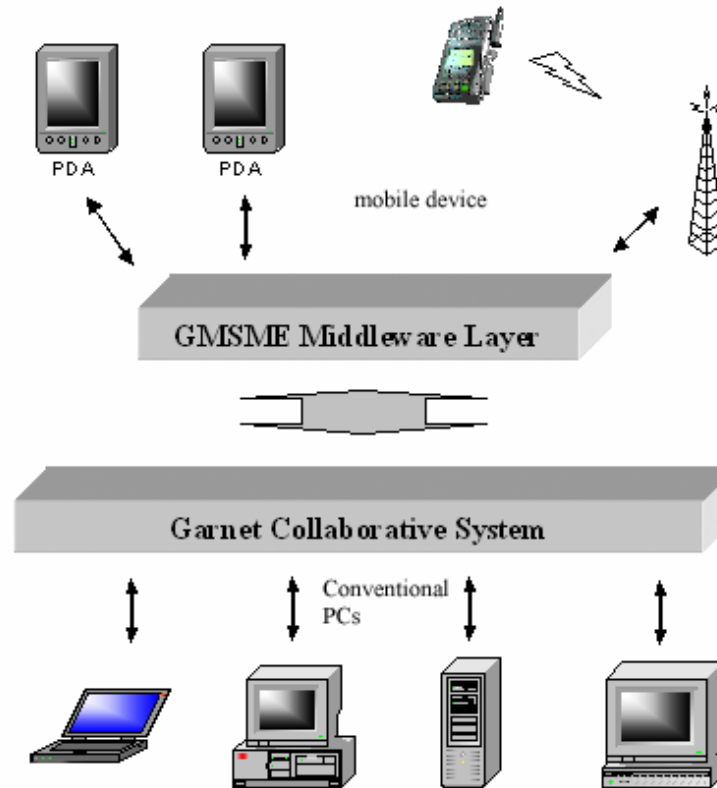 PDA
PDA
mobile device
GMSME Middleware Layer
Garnet Collaborative System
Conventional
PCs